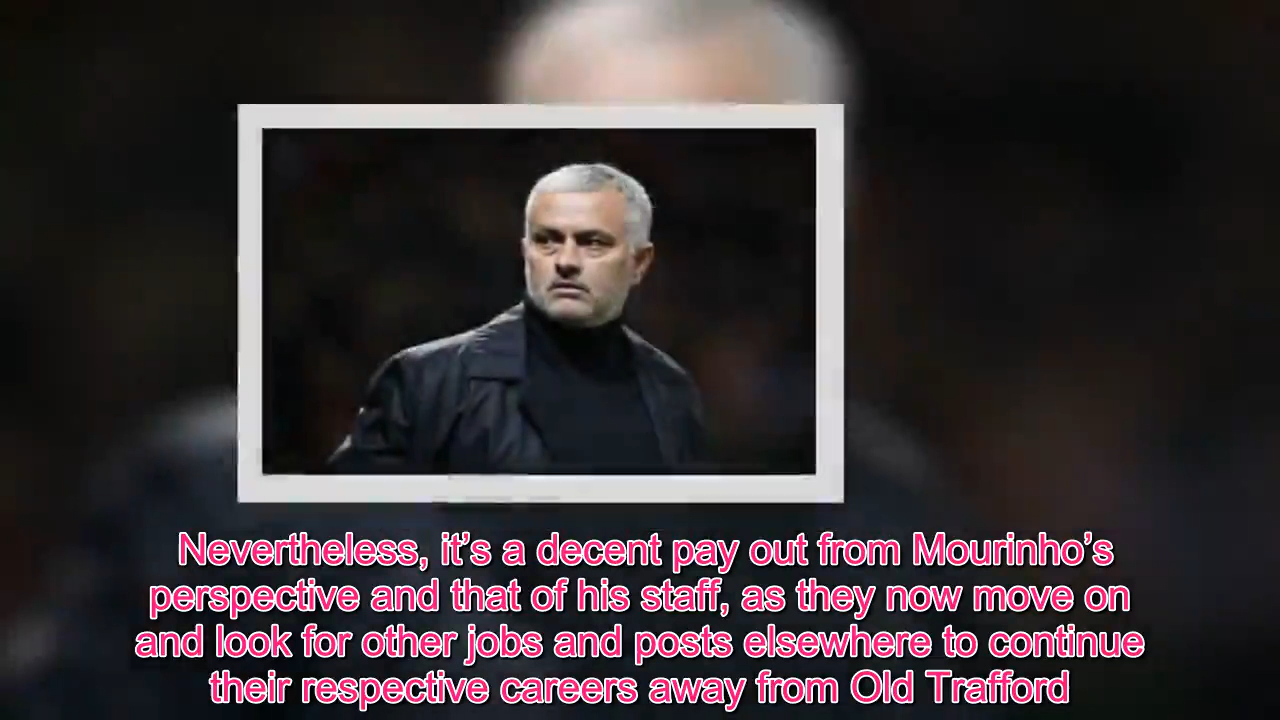 Nevertheless, it’s a decent pay out from Mourinho’s
perspective and that of his staff, as they now move on
and look for other jobs and posts elsewhere to continue
their respective careers away from Old Trafford